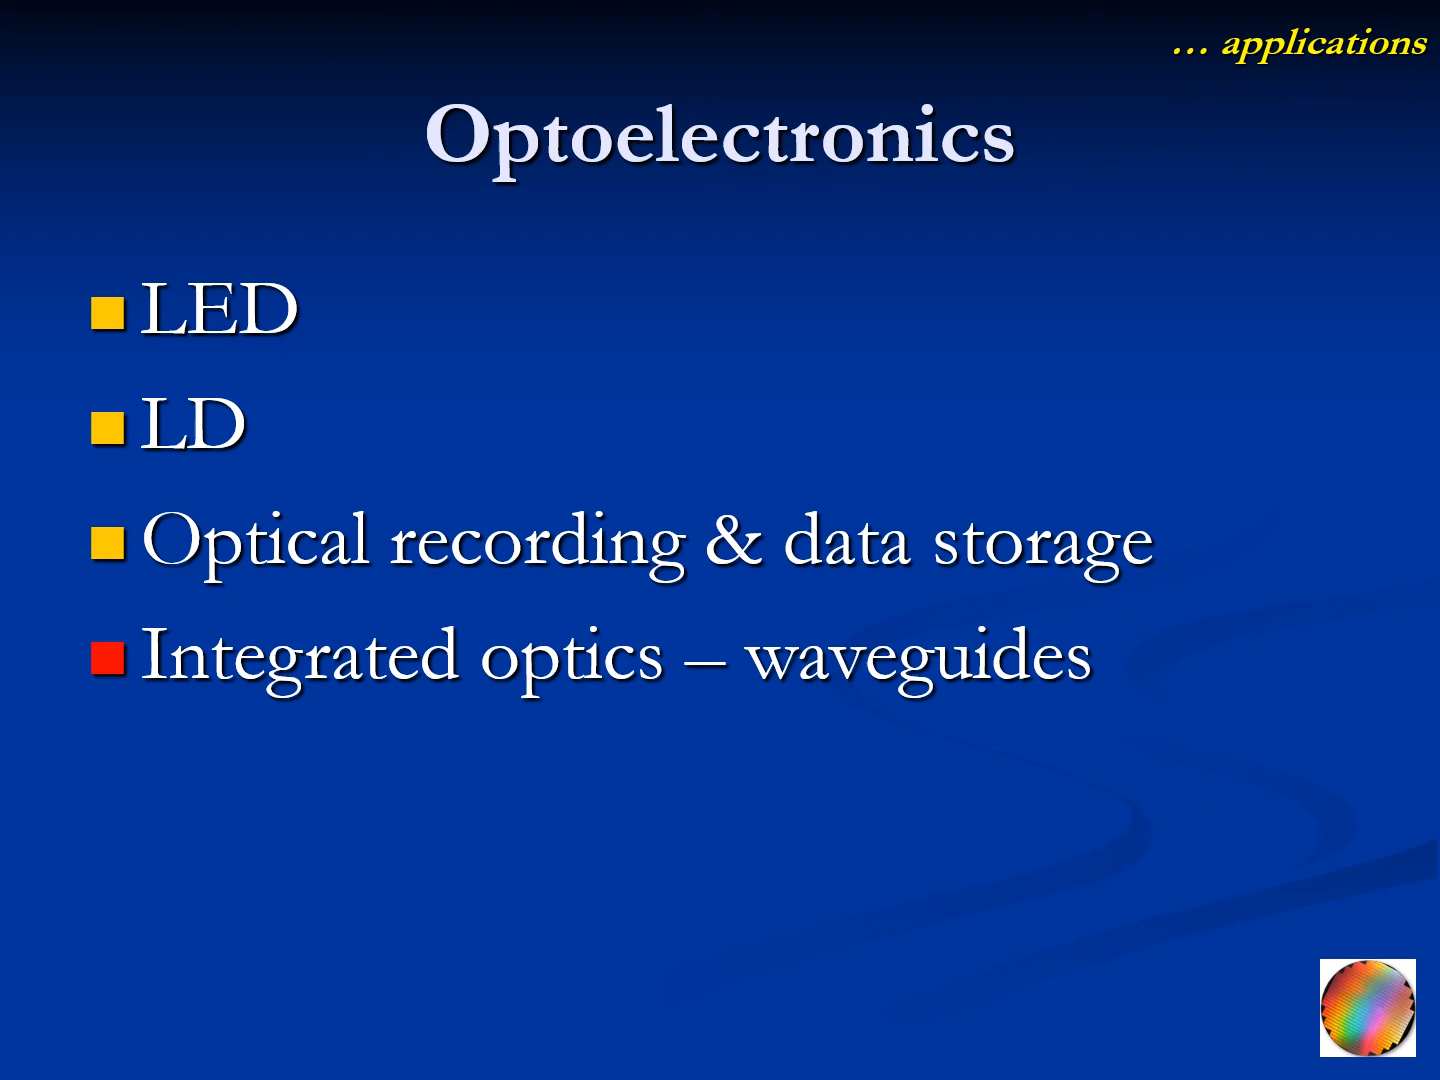 … applications
Optoelectronics
LED
LD
Optical recording & data storage
Integrated optics – waveguides